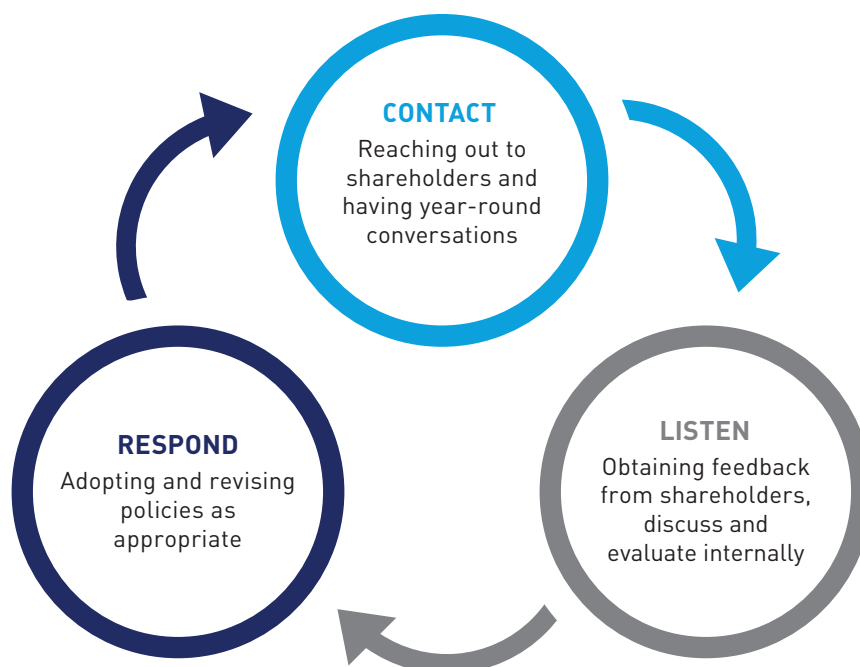 CONTACT
Reaching out to
shareholders and
having year-round
conversations
RESPOND
Adopting and revising
policies as
appropriate
LISTEN
Obtaining feedback
from shareholders,
discuss and
evaluate internally